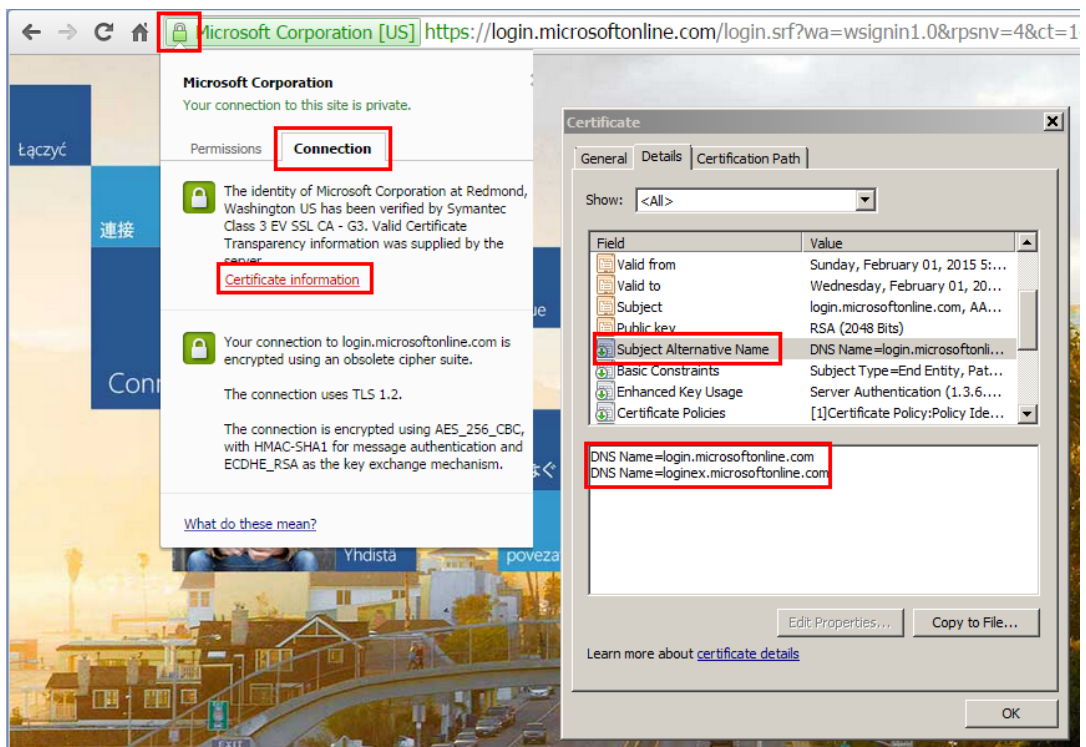 Microsoft Corporation [US] https://login.microsoftonline.com/login.srf?wa=wsignin1.0&rpsnv=4&ct=1
Microsoft Corporation
Your connection to this site is private.
Permissions Connection
The identity of Microsoft Corporation at Redmond,
Washington US has been verified by Symantec
Class 3 EV SSL CA - G3. Valid Certificate
Transparency information was supplied by the
server.
Certificate information
Your connection to login.microsoftonline.com is
encrypted using an obsolete cipher suite.
The connection uses TLS 1.2.
The connection is encrypted using AES_256_CBC,
with HMAC-SHA1 for message authentication and
ECDHE_RSA as the key exchange mechanism.
What do these mean?
Łączyć
連接
Conn
ue
ぐ
Yhdistä
poveza
EXIT
Certificate
General Details Certification Path
Show: <All>
Field Value
Valid from Sunday, February 01, 2015 5:...
Valid to Wednesday, February 01, 20...
Subject login.microsoftonline.com, AA...
Public key RSA (2048 Bits)
Subject Alternative Name DNS Name=login.microsoftonli...
Basic Constraints Subject Type=End Entity, Pat...
Enhanced Key Usage Server Authentication (1.3.6....
Certificate Policies [1]Certificate Policy:Policy Ide...
DNS Name=login.microsoftonline.com
DNS Name=loginex.microsoftonline.com
Edit Properties... Copy to File...
Learn more about certificate details
OK